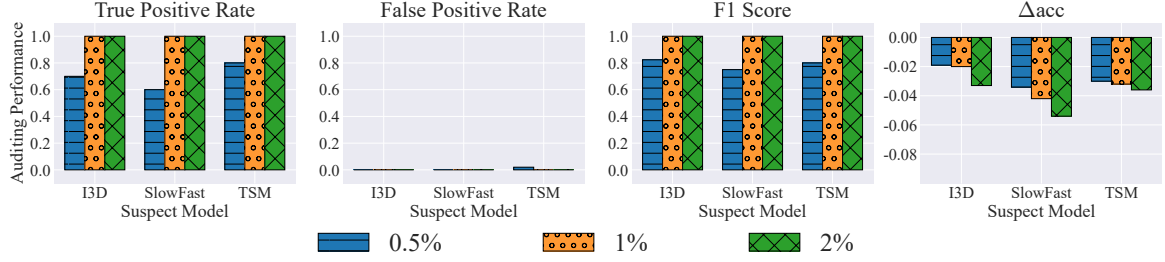 True Positive Rate
False Positive Rate
F1 Score
Δacc
Auditing Performance
1.0
0.8
0.6
0.4
0.2
0.0
I3D SlowFast TSM
Suspect Model
1.0
0.8
0.6
0.4
0.2
0.0
I3D SlowFast TSM
Suspect Model
1.0
0.8
0.6
0.4
0.2
0.0
I3D SlowFast TSM
Suspect Model
0.00
-0.02
-0.04
-0.06
-0.08
I3D SlowFast TSM
Suspect Model
0.5% 1% 2%